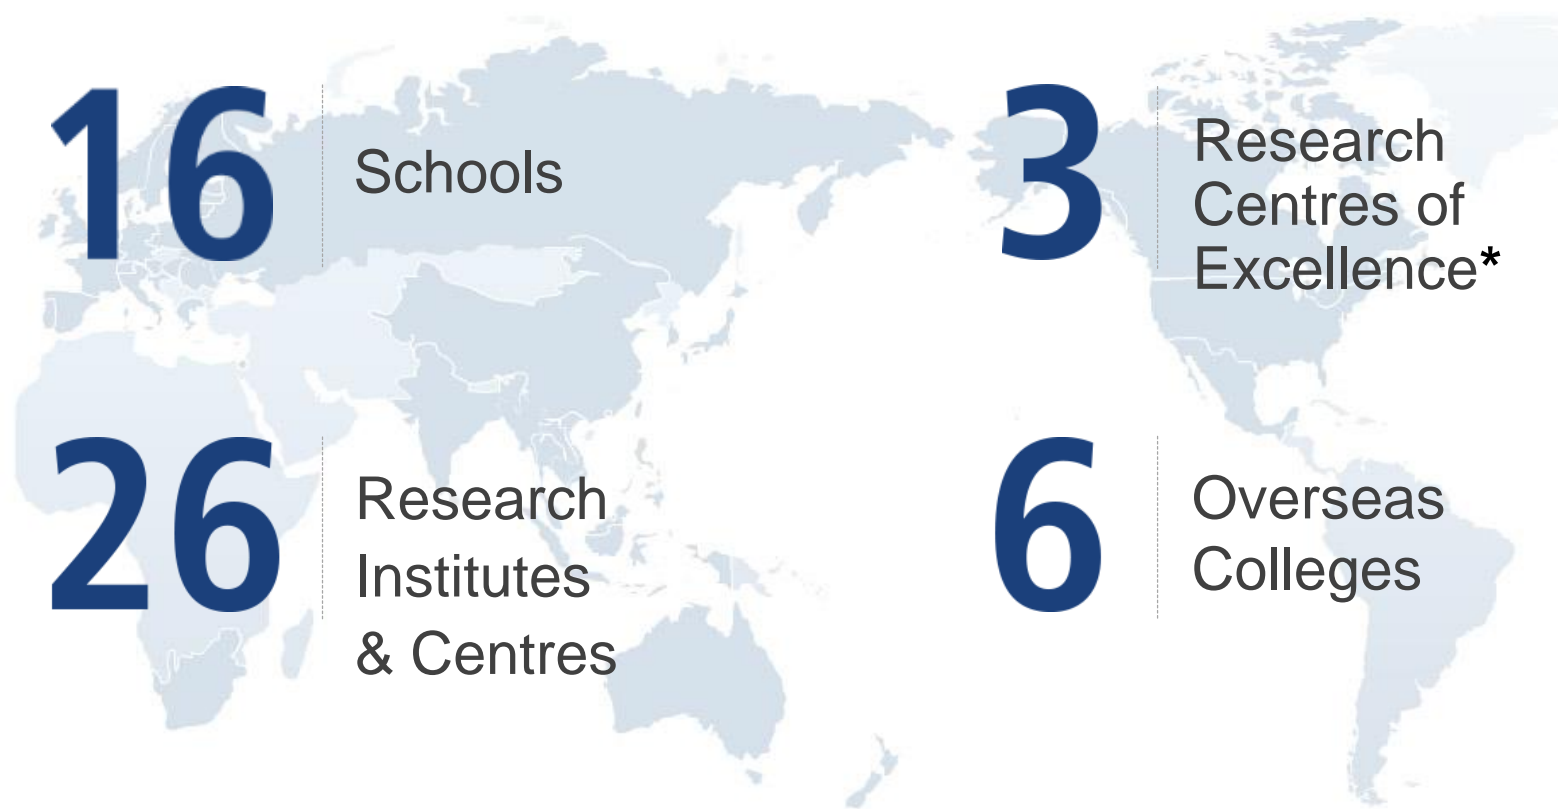 16
Schools
3
Research
Centres of
Excellence*
26
Research
Institutes
& Centres
6
Overseas
Colleges